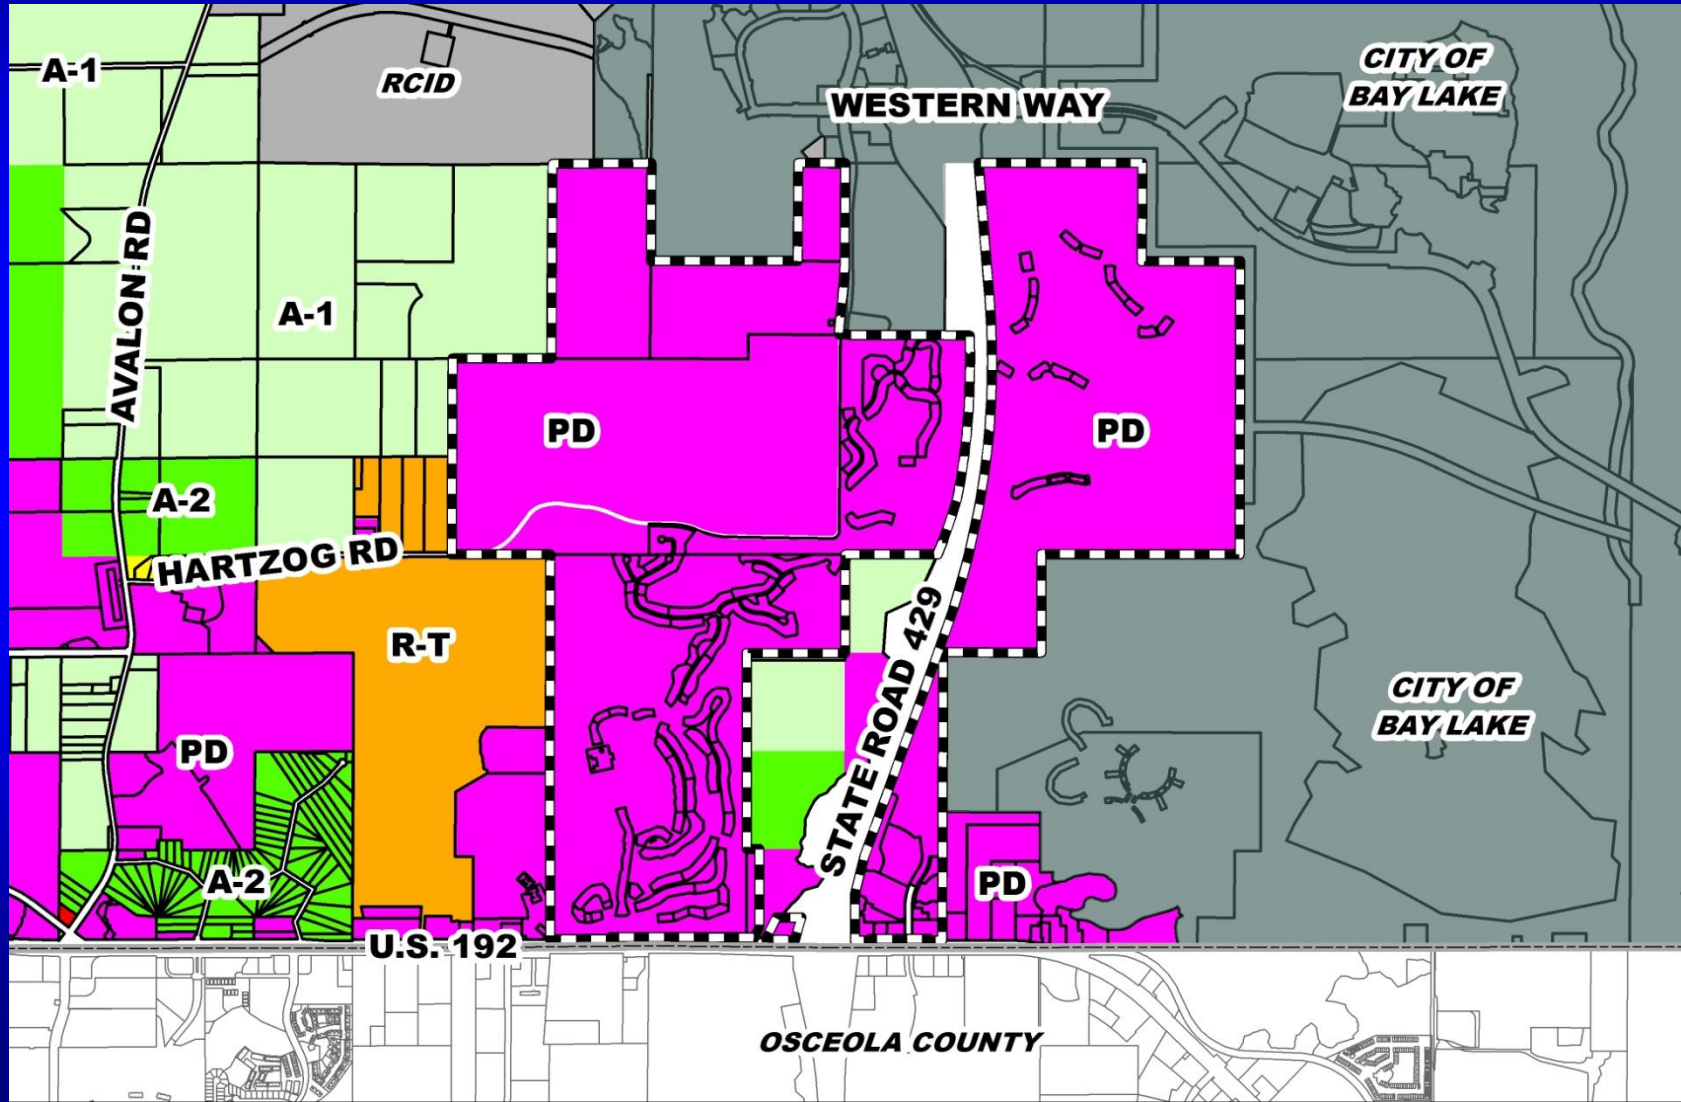 A-1
RCID
CITY OF
BAY LAKE
WESTERN WAY
AVALON RD
A-1
PD
PD
A-2
HARTZOG RD
R-T
STATE ROAD 429
CITY OF
BAY LAKE
PD
A-2
PD
U.S. 192
OSCEOLA COUNTY